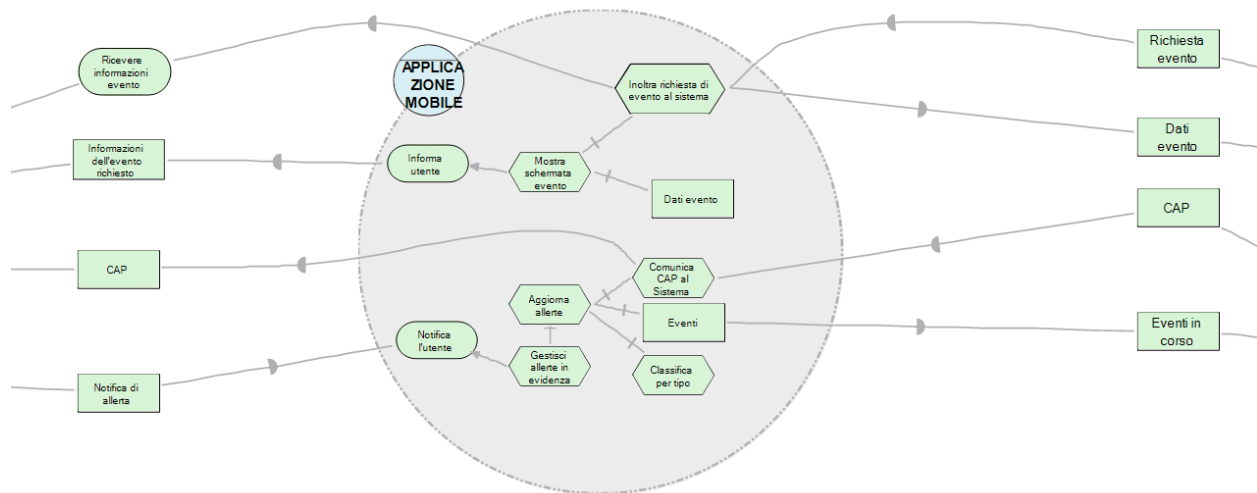 Ricevere
informazioni
evento
APPLICA
ZIONE
MOBILE
Inoltra richiesta di
evento al sistema
Richiesta
evento
Informazioni
dell'evento
richiesto
Informa
utente
Mostra
schermata
evento
Dati evento
Dati
evento
CAP
Comunica
CAP al
Sistema
CAP
Aggiorna
allerte
Eventi
Eventi in
corso
Notifica
l'utente
Gestisci
allerte in
evidenza
Classifica
per tipo
Notifica di
allerta